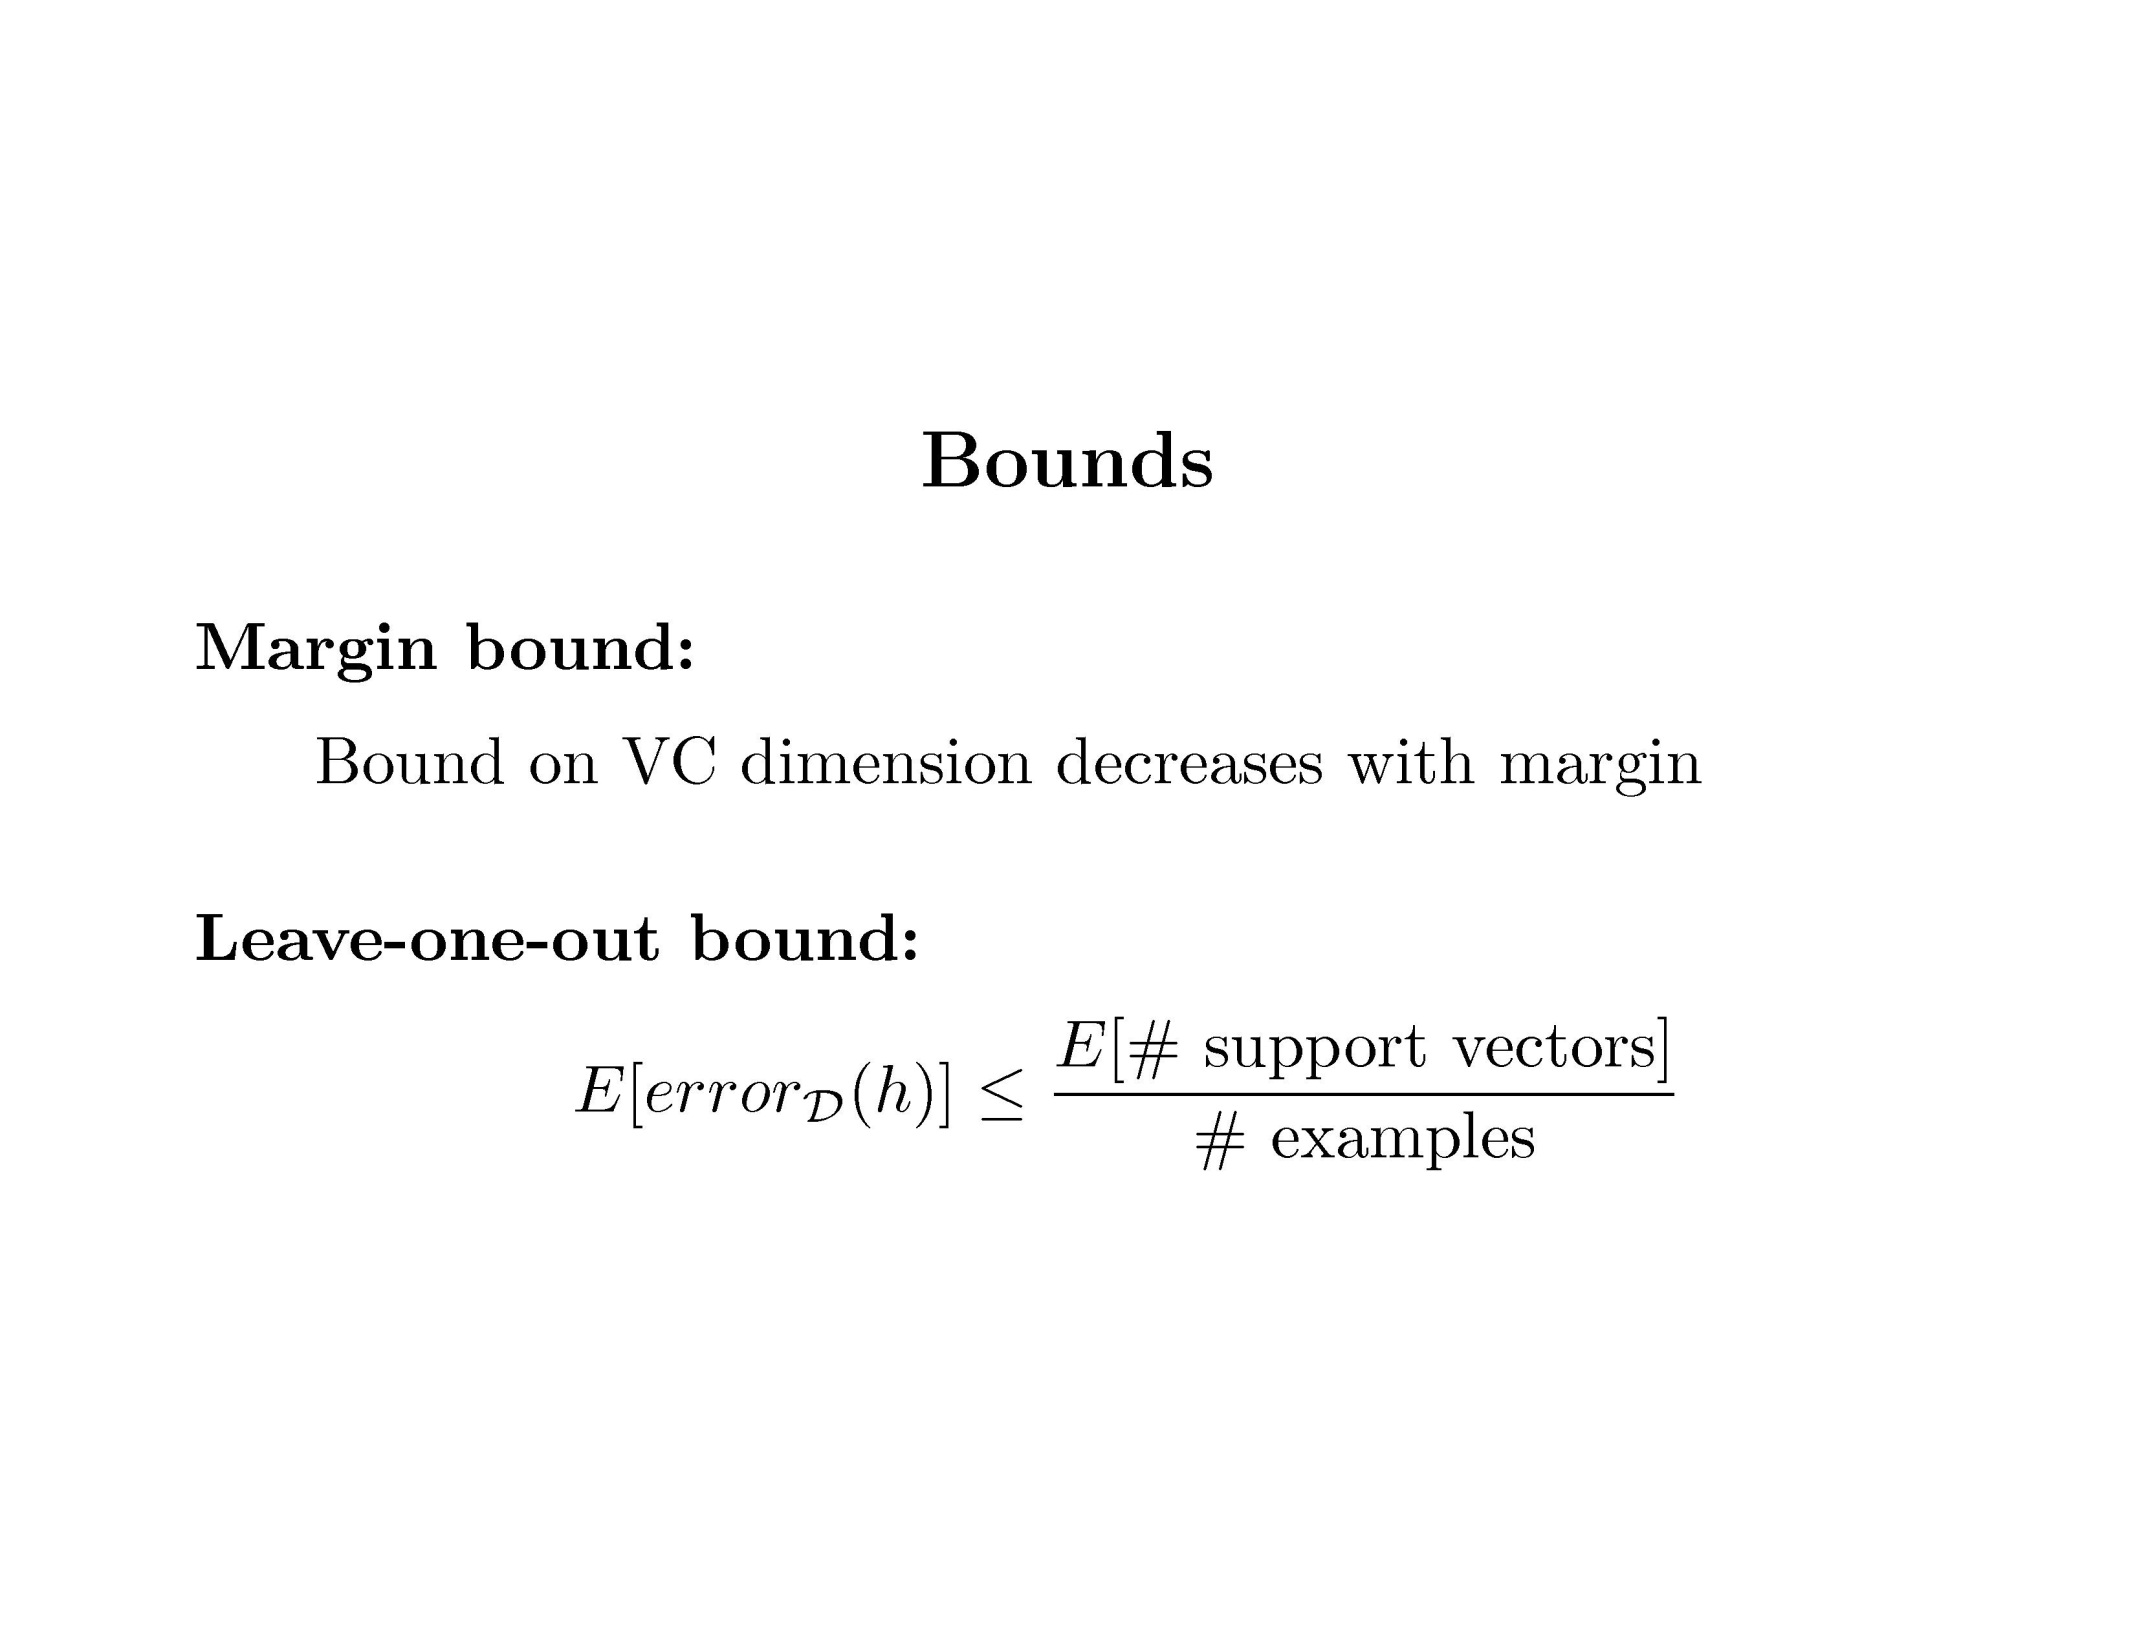 Bounds
Margin bound:
Bound on VC dimension decreases with margin
Leave-one-out bound:
E[error_D(h)] ≤ E[# support vectors] / # examples